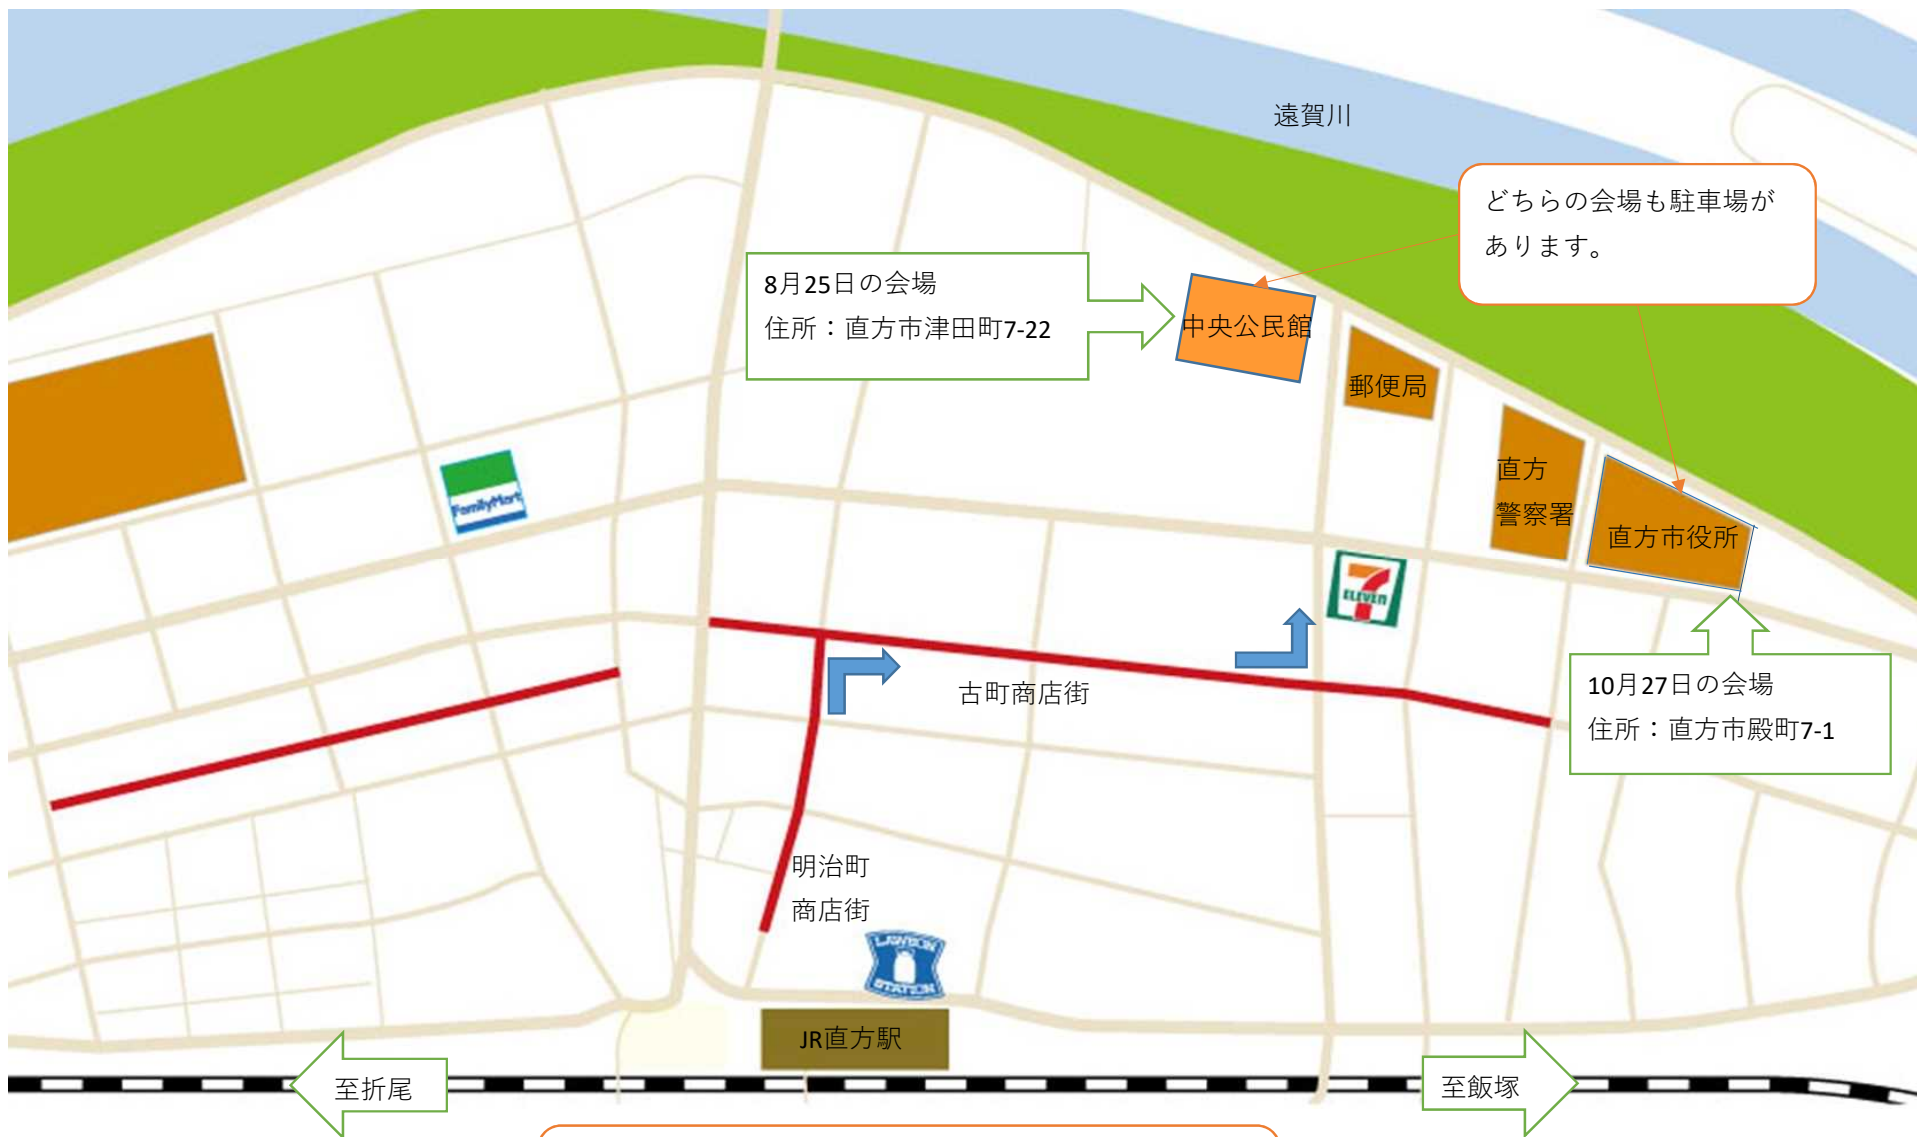 遠賀川
どちらの会場も駐車場が
あります。
8月25日の会場
住所：直方市津田町7-22
中央公民館
郵便局
直方
警察署
直方市役所
FamilyMart
7
ELEVEN
10月27日の会場
住所：直方市殿町7-1
古町商店街
明治町
商店街
LAWSON
STATION
JR直方駅
至折尾
至飯塚